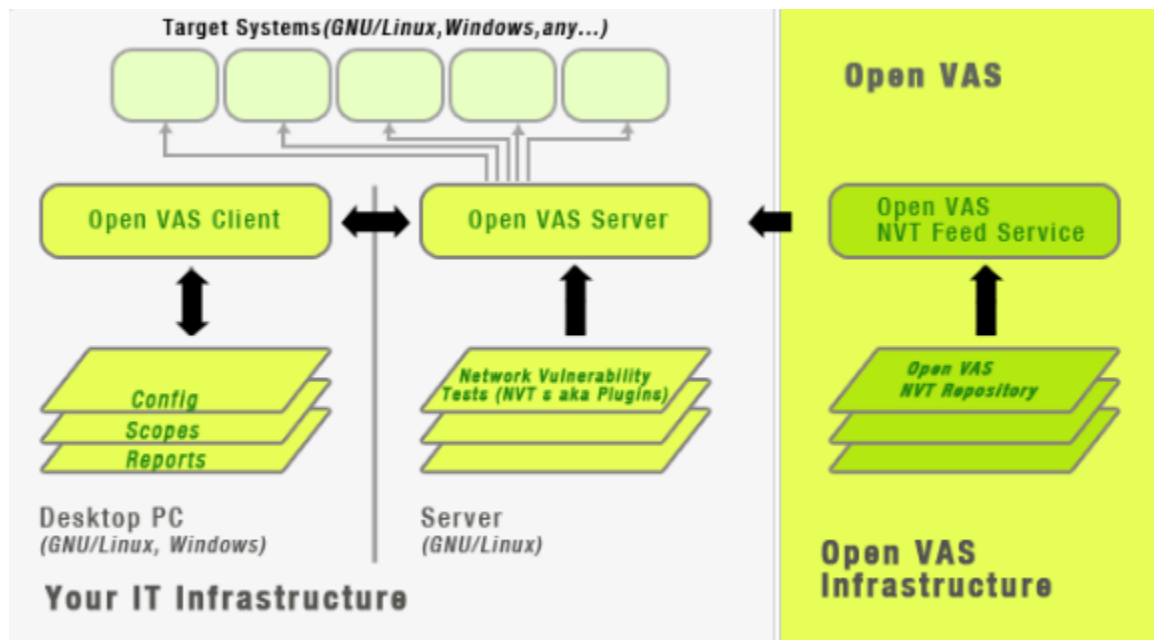 Target Systems(GNU/Linux,Windows,any...)
Open VAS
Open VAS Client
Open VAS Server
Open VAS
NVT Feed Service
Config
Scopes
Reports
Network Vulnerability
Tests (NVT s aka Plugins)
Open VAS
NVT Repository
Desktop PC
(GNU/Linux, Windows)
Server
(GNU/Linux)
Your IT Infrastructure
Open VAS
Infrastructure